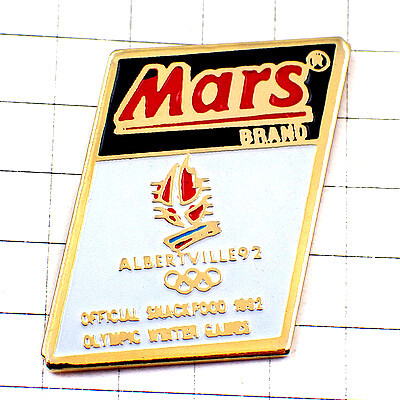 Mars®
BRAND
ALBERTVILLE92
OFFICIAL SNACKFOOD 1992
OLYMPIC WINTER GAMES